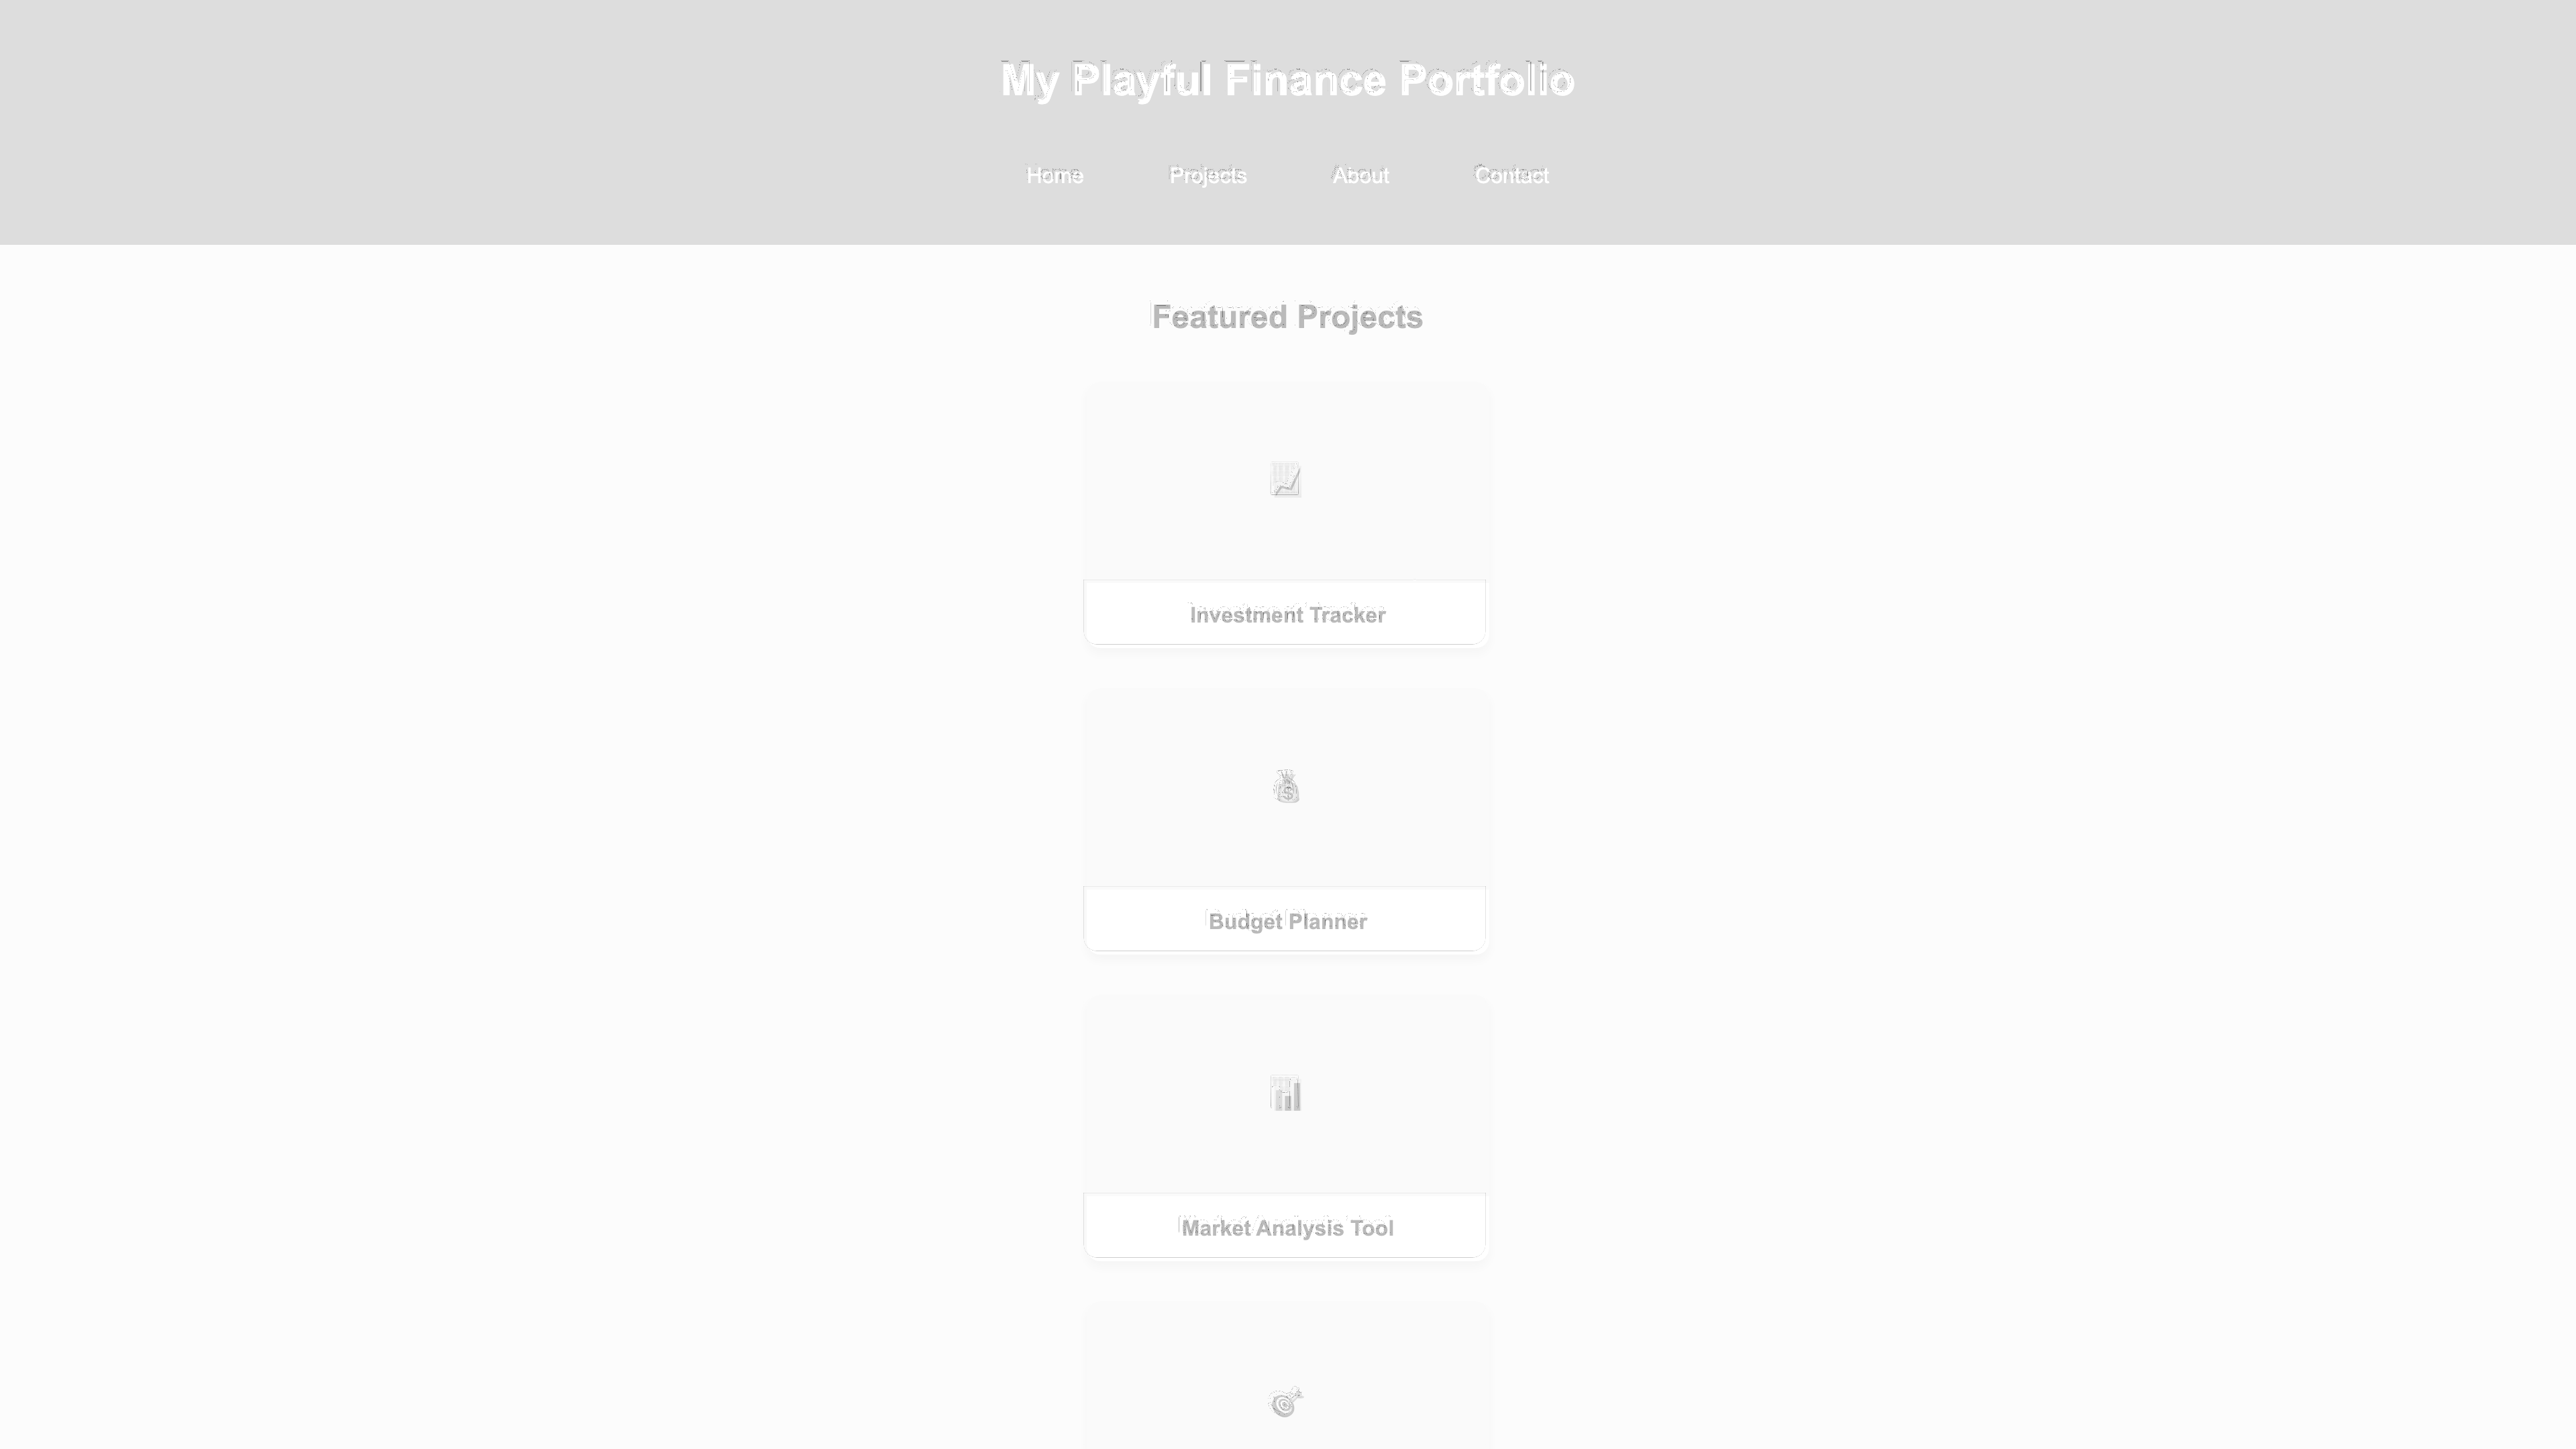 My Playful Finance Portfolio
Home Projects About Contact
Featured Projects
Investment Tracker
$
Budget Planner
Market Analysis Tool